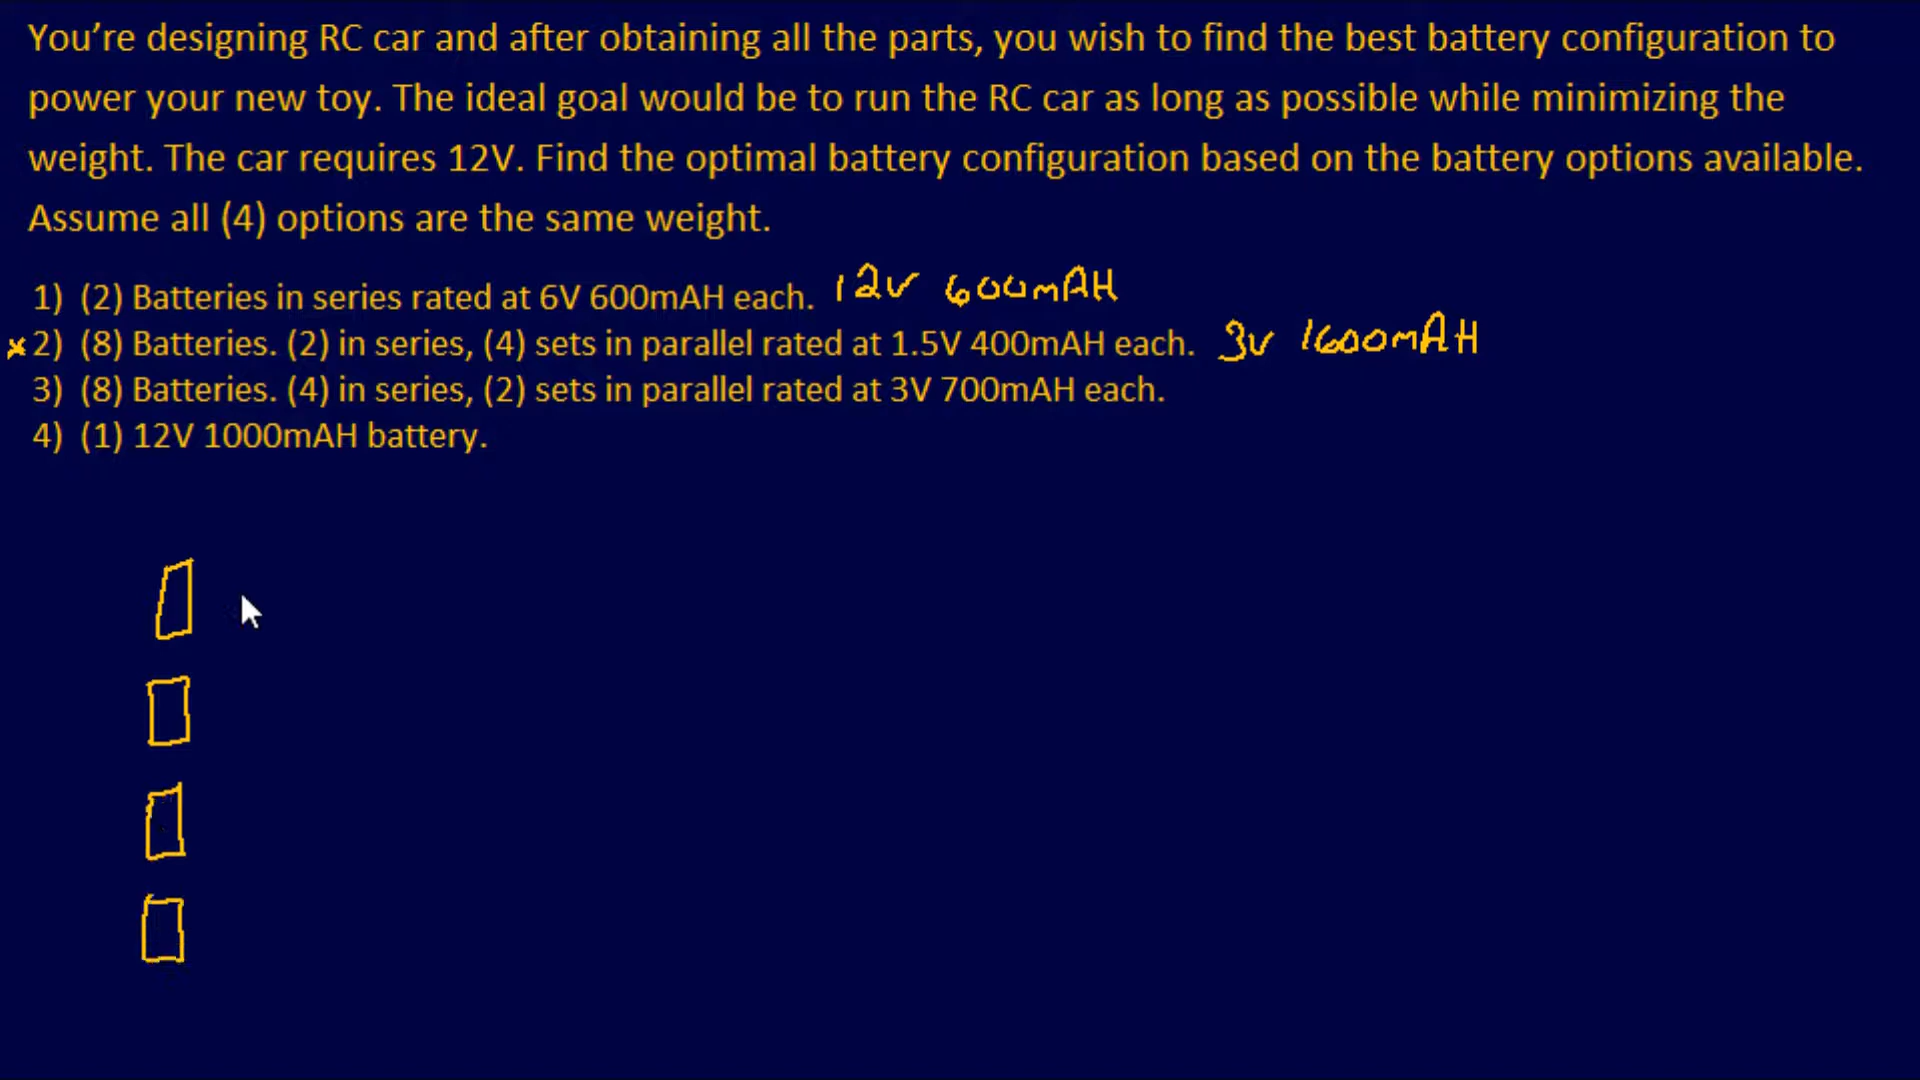 You're designing RC car and after obtaining all the parts, you wish to find the best battery configuration to
power your new toy. The ideal goal would be to run the RC car as long as possible while minimizing the
weight. The car requires 12V. Find the optimal battery configuration based on the battery options available.
Assume all (4) options are the same weight.
1) (2) Batteries in series rated at 6V 600mAH each. 12v 600mAH
x 2) (8) Batteries. (2) in series, (4) sets in parallel rated at 1.5V 400mAH each. 3v 1600mAH
3) (8) Batteries. (4) in series, (2) sets in parallel rated at 3V 700mAH each.
4) (1) 12V 1000mAH battery.